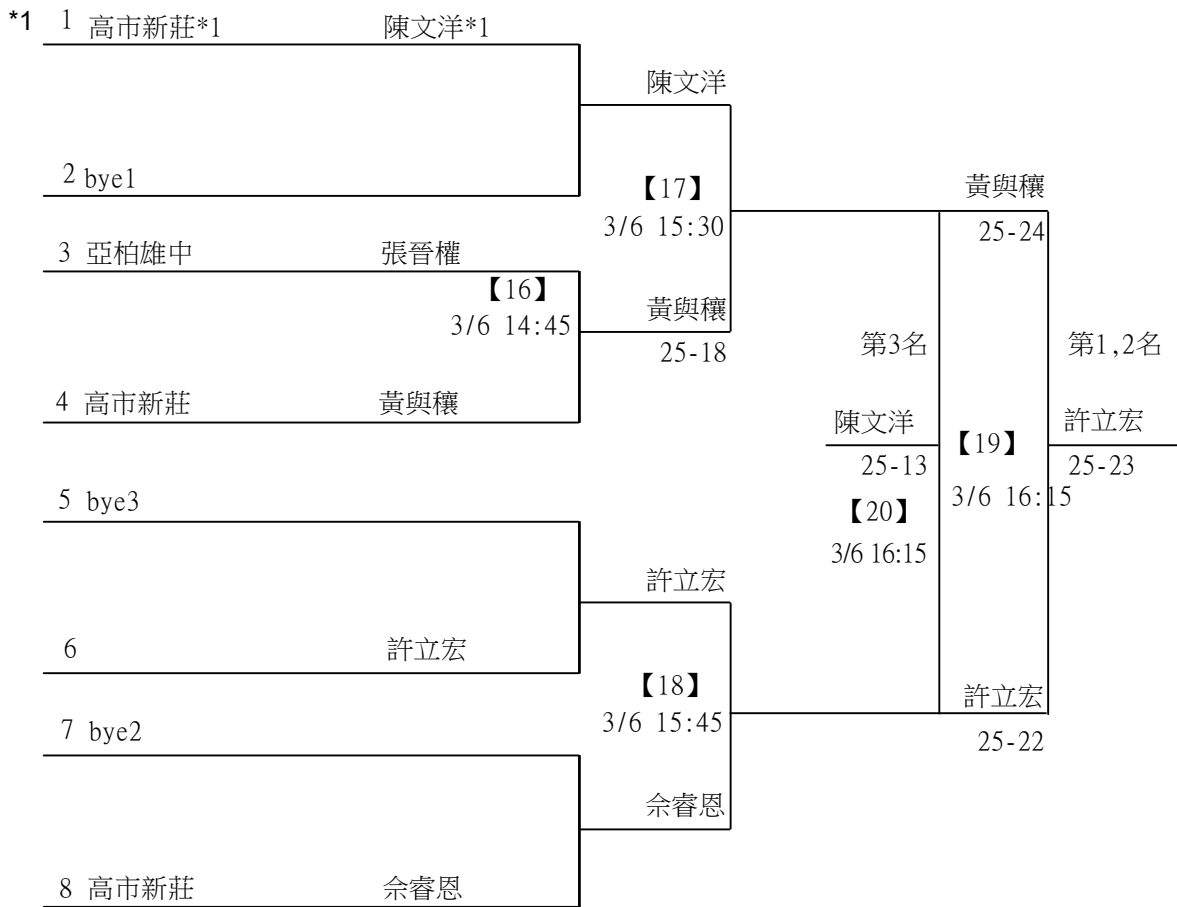 *1 1 高市新莊*1 陳文洋*1
陳文洋
2 bye1
【17】
黃與穰
3/6 15:30
25-24
3 亞柏雄中 張晉權
【16】
黃與穰
3/6 14:45
25-18
第3名
第1,2名
4 高市新莊 黃與穰
陳文洋
【19】
許立宏
25-13
25-23
5 bye3
【20】
3/6 16:15
3/6 16:15
許立宏
6 許立宏
【18】
許立宏
7 bye2
3/6 15:45
25-22
佘睿恩
8 高市新莊 佘睿恩